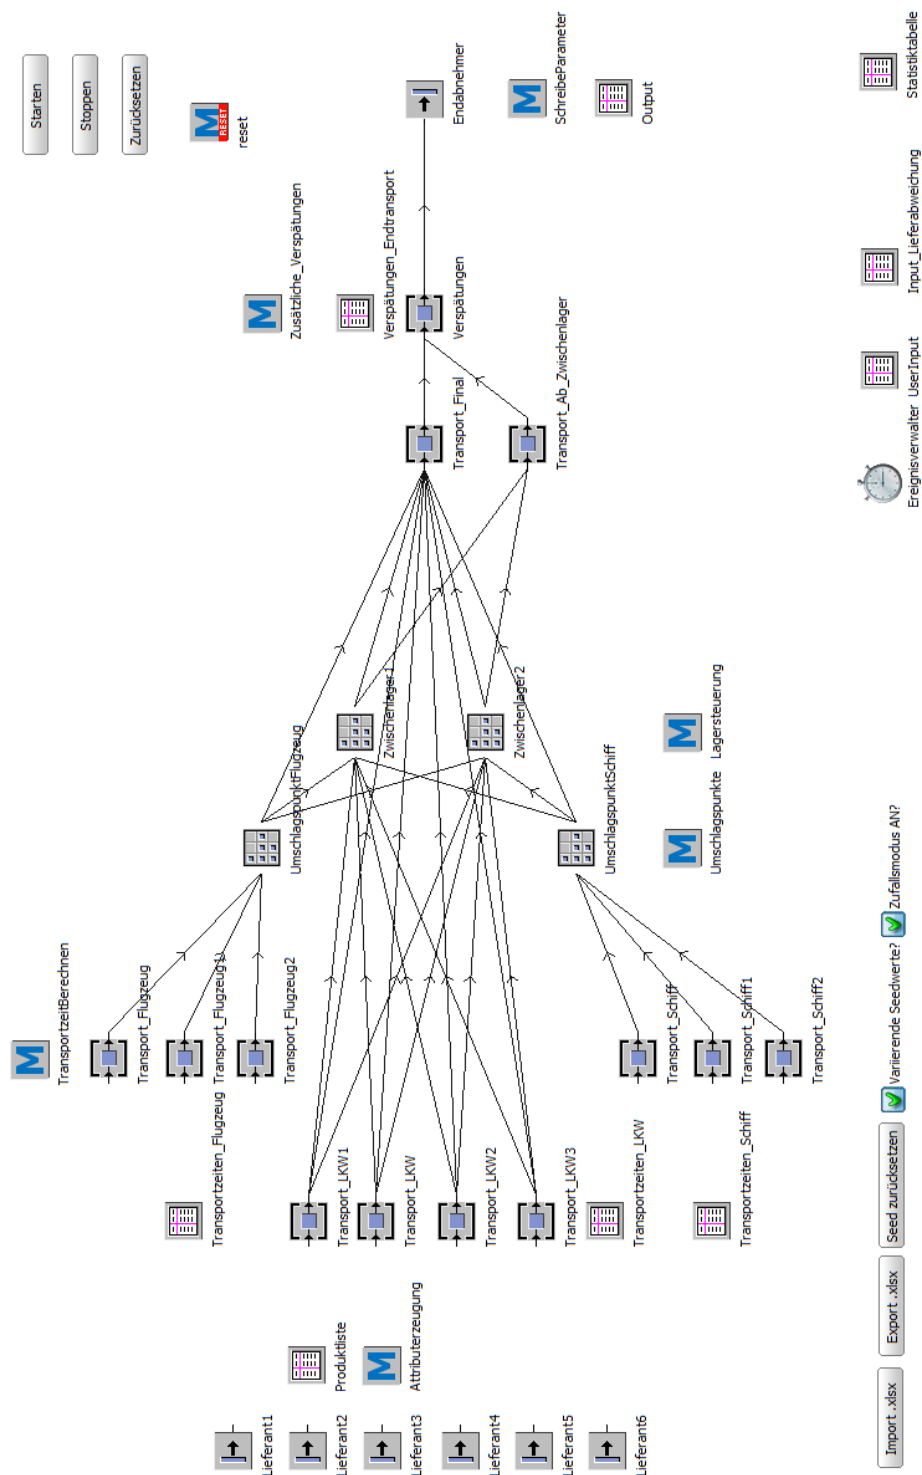 Starten
Stoppen
Zurücksetzen
M
RESET
reset
M
TransportzeitBerechnen
Transport_Flugzeug
Transport_Flugzeug1
Transport_Flugzeug2
Transportzeiten_Flugzeug
UmschlagspunktFlugzeug
M
Zusätzliche_Verspätungen
Verspätungen_Endtransport
Verspätungen
Endabnehmer
M
SchreibeParameter
Output
Transport_Final
Transport_Ab_Zwischenlager
Zwischenlager1
Zwischenlager2
Lieferant1
Lieferant2
Lieferant3
Lieferant4
Lieferant5
Lieferant6
Produktliste
M
Attributerzeugung
Transport_LKW1
Transport_LKW
Transport_LKW2
Transport_LKW3
Transportzeiten_LKW
Transportzeiten_Schiff
UmschlagspunktSchiff
Transport_Schiff
Transport_Schiff1
Transport_Schiff2
M
Umschlagspunkte
M
Lagersteuerung
Import .xlsx
Export .xlsx
Seed zurücksetzen
Variierende Seedwerte?
Zufallsmodus AN?
Ereignisverwalter
UserInput
Input_Lieferabweichung
Statistiktabelle